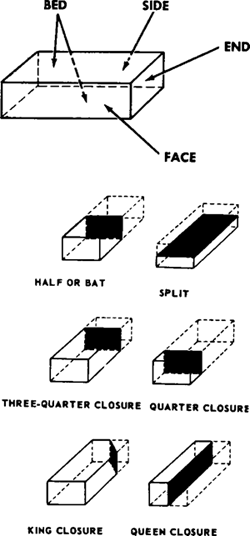 BED
SIDE
END
FACE
HALF OR BAT
SPLIT
THREE-QUARTER CLOSURE
QUARTER CLOSURE
KING CLOSURE
QUEEN CLOSURE